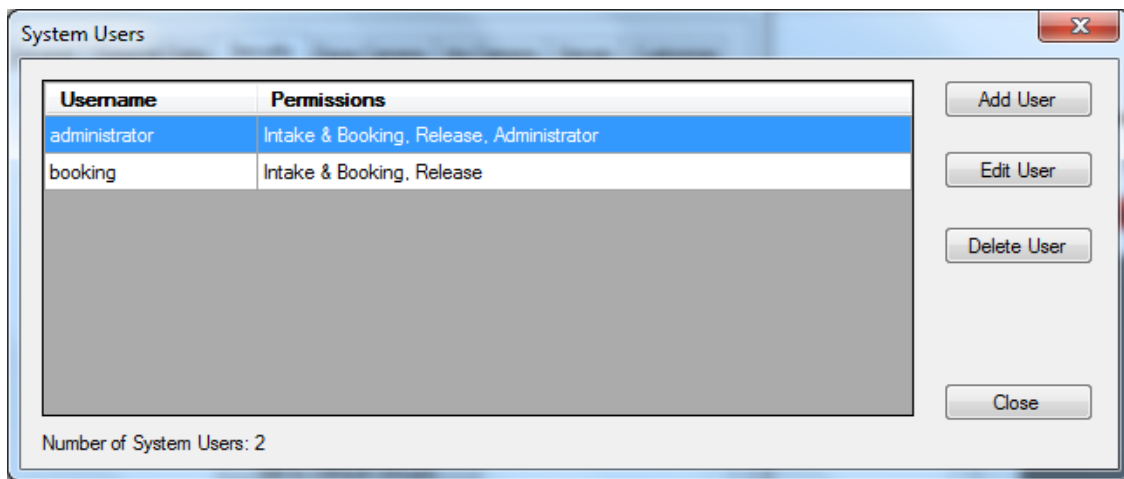 System Users
Username Permissions
administrator Intake & Booking, Release, Administrator
booking Intake & Booking, Release
Add User
Edit User
Delete User
Close
Number of System Users: 2